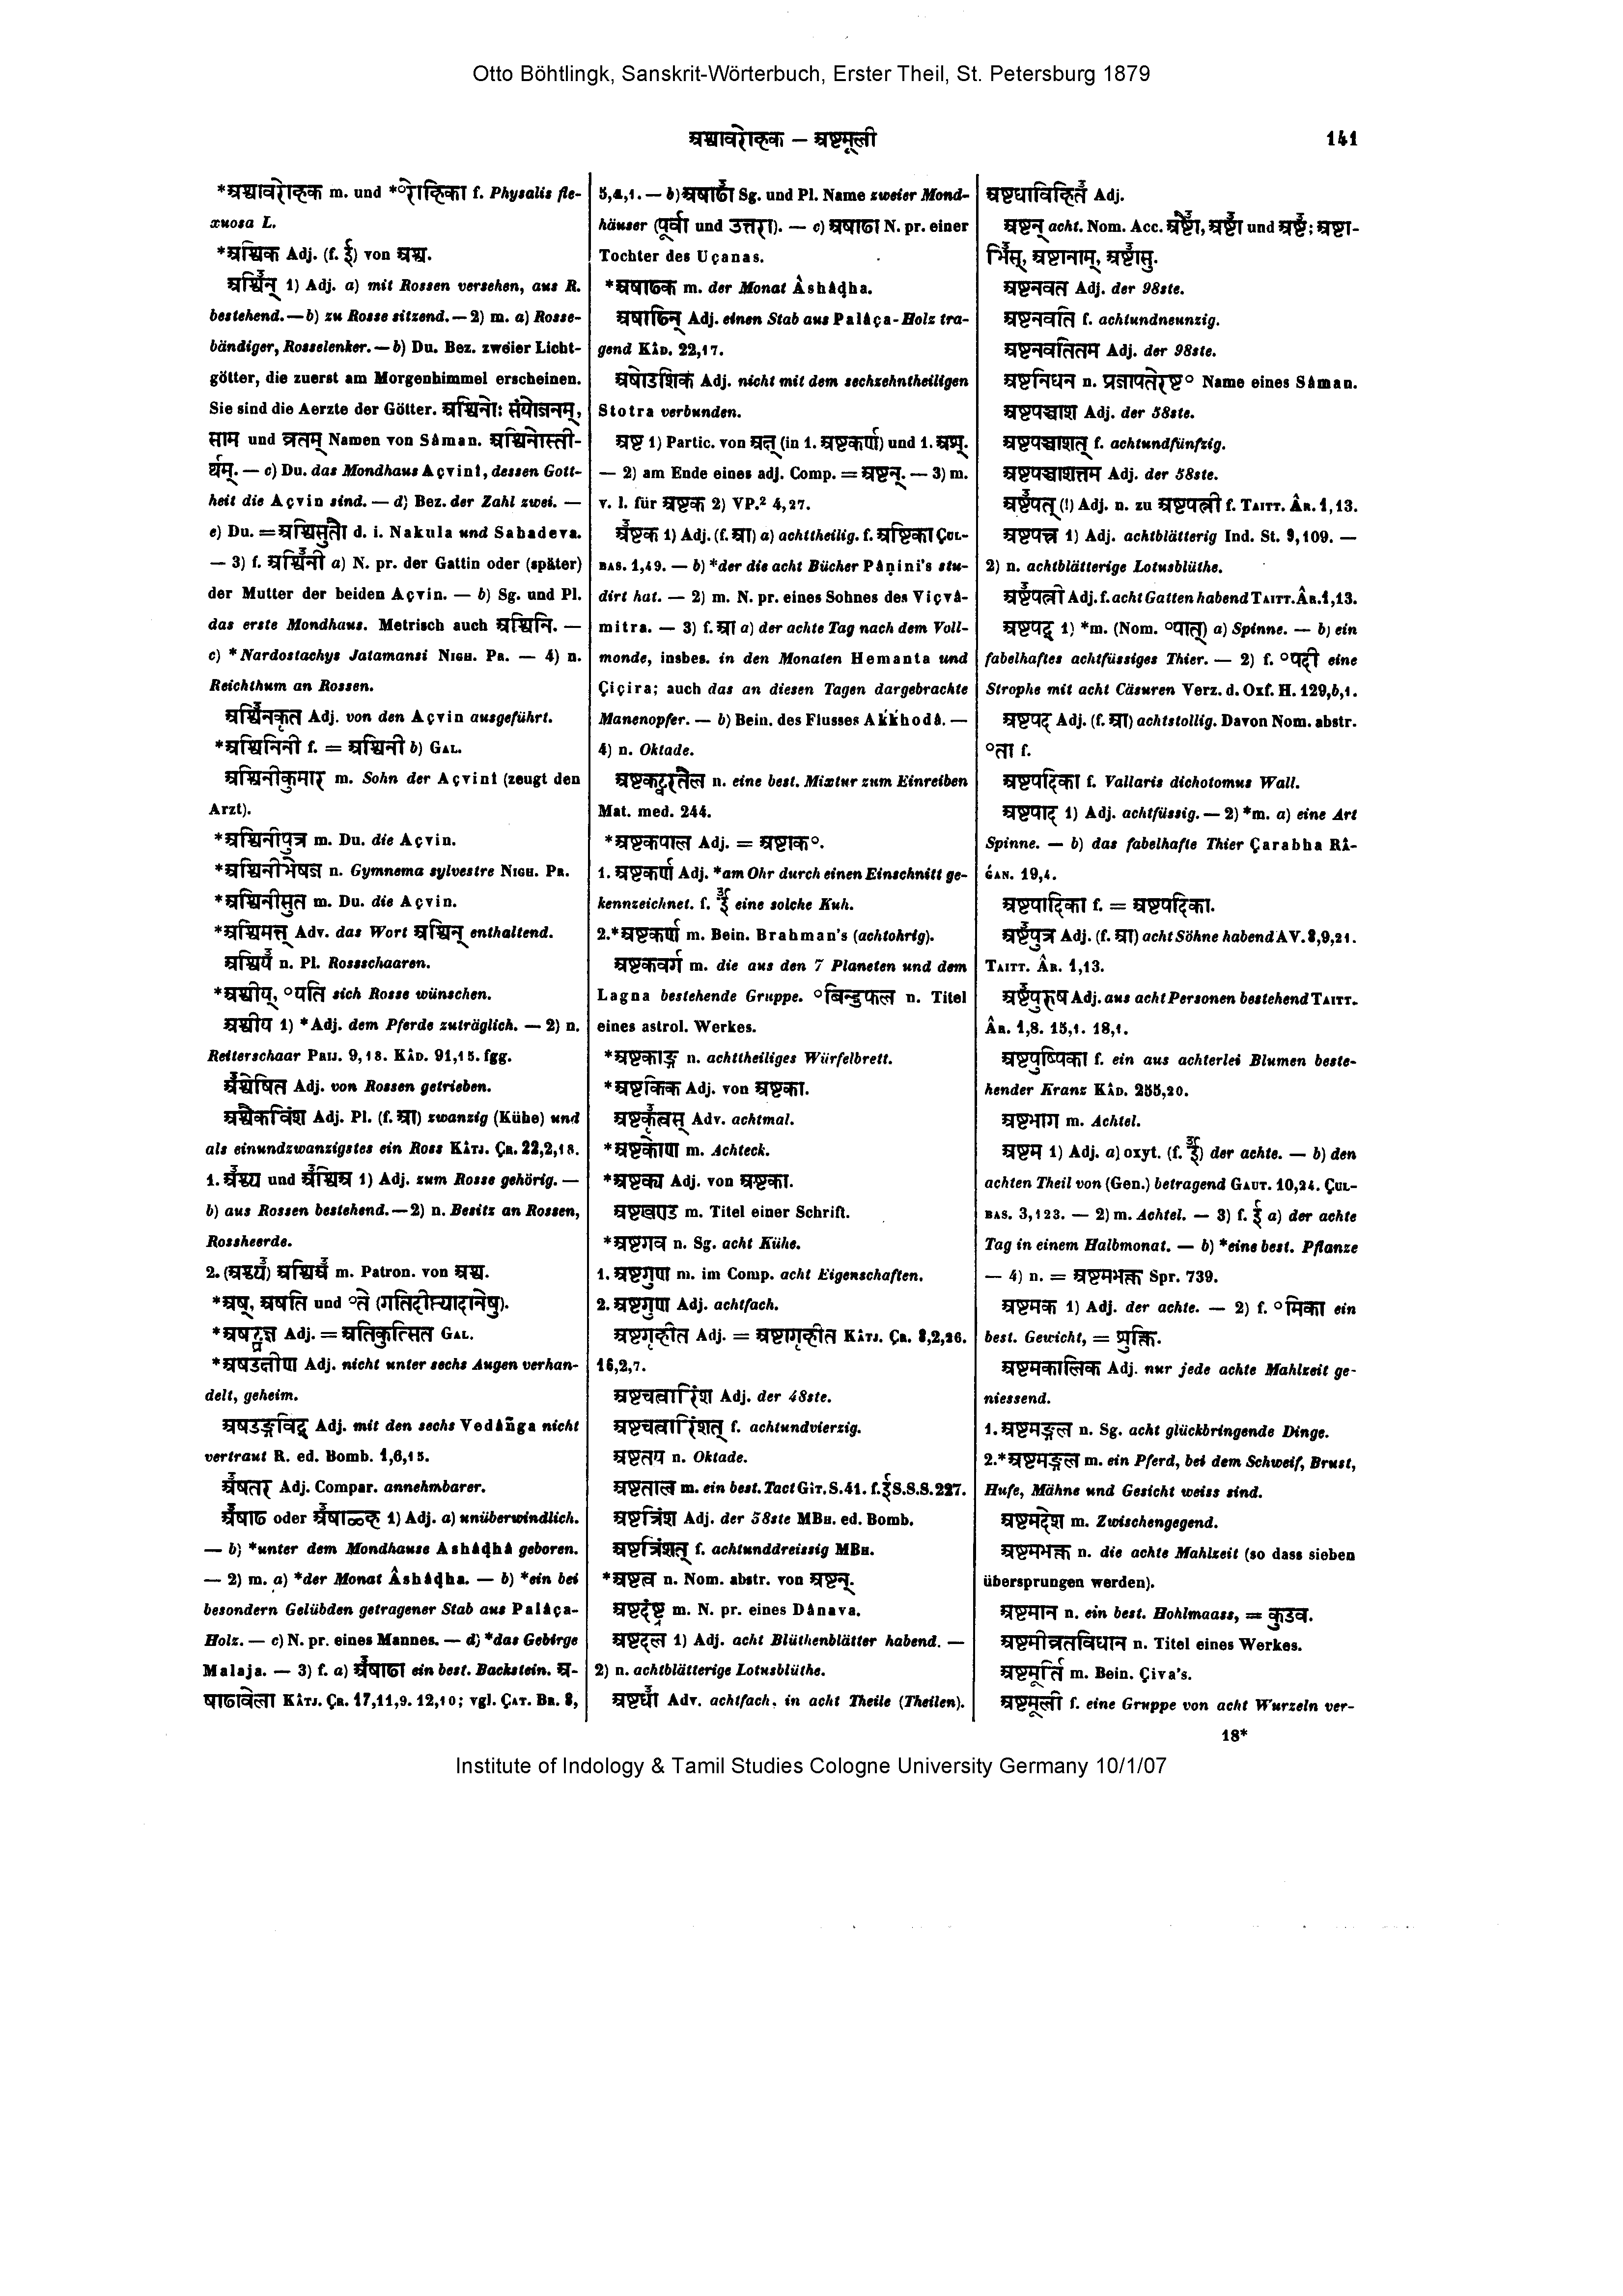 Otto Böhtlingk, Sanskrit-Wörterbuch, Erster Theil, St. Petersburg 1879
अश्वावरोहक — अष्टमूली
141
*अश्वावरोहक m. und *°रोहिका f. Physalis fle-
xuosa L.
*अश्विक Adj. (f. ई) von अश्व.
अश्विन् 1) Adj. a) mit Rossen versehen, aus R.
bestehend. — b) zu Rosse sitzend. — 2) m. a) Rosse-
bändiger, Rosselenker. — b) Du. Bez. zweier Licht-
götter, die zuerst am Morgenhimmel erscheinen.
Sie sind die Aerzte der Götter. अश्विनोः संयोजनम्,
साम und व्रतम् Namen von Sâman. अश्विनोस्ती-
र्थम्. — c) Du. das Mondhaus Açvinî, dessen Gott-
heit die Açvin sind. — d) Bez. der Zahl zwei. —
e) Du. = अश्विसुतौ d. i. Nakula und Sahadeva.
— 3) f. अश्विनी a) N. pr. der Gattin oder (später)
der Mutter der beiden Açvin. — b) Sg. und Pl.
das erste Mondhaus. Metrisch auch अश्विनि. —
c) *Nardostachys Jatamansi Nigh. Pr. — 4) n.
Reichthum an Rossen.
अश्विनकृत Adj. von den Açvin ausgeführt.
*अश्विनिनी f. = अश्विनी b) Gal.
अश्विनीकुमार m. Sohn der Açvinî (zeugt den
Arzt).
*अश्विनीपुत्र m. Du. die Açvin.
*अश्विनीभेषज n. Gymnema sylvestre Nigh. Pr.
*अश्विनीसुत m. Du. die Açvin.
*अश्विमत् Adv. das Wort अश्विन् enthaltend.
अश्विय n. Pl. Rossschaaren.
*अश्वीय्, °यति sich Rosse wünschen.
अश्वीय 1) *Adj. dem Pferde zuträglich. — 2) n.
Reiterschaar Prij. 9,18. Kâd. 91,15. fgg.
अश्वेषित Adj. von Rossen getrieben.
अश्वैकविंश Adj. Pl. (f. आ) zwanzig (Kühe) und
als einundzwanzigstes ein Ross Kâtj. Çr. 22,2,18.
1. अश्व्य und अश्विअ 1) Adj. zum Rosse gehörig. —
b) aus Rossen bestehend. — 2) n. Besitz an Rossen,
Rossheerde.
2. (अश्व्य) अश्विअ m. Patron. von अश्व.
*अष्, अषति und °ते (गतिदीप्त्यादानेषु).
Adj. = अतिकुत्सित Gal.
*अषडक्षीण Adj. nicht unter sechs Augen verhan-
delt, geheim.
अषडङ्गविद् Adj. mit den sechs Vedâñga nicht
vertraut R. ed. Bomb. 1,6,15.
अषतर Adj. Compar. annehmbarer.
अषाढ oder अषाळ्ह 1) Adj. a) unüberwindlich.
— b) *unter dem Mondhause Ashâḍhâ geboren.
— 2) m. a) *der Monat Âshâḍha. — b) *ein bei
besondern Gelübden getragener Stab aus Palâça-
Holz. — c) N. pr. eines Mannes. — d) *das Gebirge
Malaja. — 3) f. a) अषाढा ein best. Backstein. अ-
षाढावेला Kâtj. Çr. 17,11,9. 12,10; vgl. Çat. Br. 8,
5,4,1. — b) अषाढा Sg. und Pl. Name zweier Mond-
häuser (पूर्वा und उत्तरा). — c) अषाढा N. pr. einer
Tochter des Uçanas.
*अषाढक m. der Monat Âshâḍha.
अषाढिन् Adj. einen Stab aus Palâça-Holz tra-
gend Kâd. 22,17.
अषोडशिक Adj. nicht mit dem sechzehntheiligen
Stotra verbunden.
अष्ट 1) Partic. von अत् (in 1. अष्टकर्ण) und 1. अश्.
— 2) am Ende eines adj. Comp. = अष्टन्. — 3) m.
v. l. für अष्टक 2) VP.² 4,27.
अष्टक 1) Adj. (f. आ) a) achttheilig. f. अष्टिका Çul-
bas. 1,49. — b) *der die acht Bücher Pâṇini's stu-
dirt hat. — 2) m. N. pr. eines Sohnes des Viçvâ-
mitra. — 3) f. आ a) der achte Tag nach dem Voll-
monde, insbes. in den Monaten Hemanta und
Çiçira; auch das an diesen Tagen dargebrachte
Manenopfer. — b) Bein. des Flusses Aḱḱhodâ. —
4) n. Oktade.
अष्टकट्वरतैल n. eine best. Mixtur zum Einreiben
Mat. med. 244.
*अष्टकपाल Adj. = अष्टाक°.
1. अष्टकर्ण Adj. *am Ohr durch einen Einschnitt ge-
kennzeichnet. f. ई eine solche Kuh.
2.*अष्टकर्ण m. Bein. Brahman's (achtohrig).
अष्टकवर्ग m. die aus den 7 Planeten und dem
Lagna bestehende Gruppe. °बिन्दुफल n. Titel
eines astrol. Werkes.
*अष्टकाङ्ग n. achttheiliges Würfelbrett.
*अष्टकिक Adj. von अष्टका.
अष्टकृत्वस् Adv. achtmal.
*अष्टकोण m. Achteck.
*अष्टक्य Adj. von अष्टका.
अष्टखण्ड m. Titel einer Schrift.
*अष्टगव n. Sg. acht Kühe.
1. अष्टगुण m. im Comp. acht Eigenschaften.
2. अष्टगुण Adj. achtfach.
अष्टगृहीत Adj. = अष्टागृहीत Kâtj. Çr. 8,2,26.
16,2,7.
अष्टचत्वारिंश Adj. der 48ste.
अष्टचत्वारिंशत् f. achtundvierzig.
अष्टतय n. Oktade.
अष्टताल m. ein best. Tact Gît. S. 41. f. ई S.S.S. 227.
अष्टत्रिंश Adj. der 38ste MBh. ed. Bomb.
अष्टत्रिंशत् f. achtunddreissig MBh.
*अष्टत्व n. Nom. abstr. von अष्टन्.
अष्टदंष्ट्र m. N. pr. eines Dânava.
अष्टदल 1) Adj. acht Blüthenblätter habend. —
2) n. achtblätterige Lotusblüthe.
अष्टधा Adv. achtfach, in acht Theile (Theilen).
अष्टधाविहित Adj.
अष्टन् acht. Nom. Acc. अष्टौ, अष्टा und अष्ट; अष्टा-
भिस्, अष्टानाम्, अष्टासु.
अष्टनवत Adj. der 98ste.
अष्टनवति f. achtundneunzig.
अष्टनवतितम Adj. der 98ste.
अष्टनिधन n. प्रजापतेरष्ट° Name eines Sâman.
अष्टपञ्चाश Adj. der 58ste.
अष्टपञ्चाशत् f. achtundfünfzig.
अष्टपञ्चाशत्तम Adj. der 58ste.
अष्टपत् (!) Adj. n. zu अष्टपत्नी f. Taitt. Âr. 1,13.
अष्टपत्त्र 1) Adj. achtblätterig Ind. St. 9,109. —
2) n. achtblätterige Lotusblüthe.
अष्टपत्नी Adj. f. acht Gatten habend Taitt. Âr. 1,13.
अष्टपद् 1) *m. (Nom. °पात्) a) Spinne. — b) ein
fabelhaftes achtfüssiges Thier. — 2) f. °पदी eine
Strophe mit acht Cäsuren Verz. d. Oxf. H. 129,b,1.
अष्टपद Adj. (f. आ) achtstollig. Davon Nom. abstr.
°ता f.
अष्टपदिका f. Vallaris dichotomus Wall.
अष्टपाद 1) Adj. achtfüssig. — 2) *m. a) eine Art
Spinne. — b) das fabelhafte Thier Çarabha Râ-
ǵan. 19,4.
अष्टपादिका f. = अष्टपदिका.
अष्टपुत्र Adj. (f. आ) acht Söhne habend AV. 8,9,21.
Taitt. Âr. 1,13.
अष्टपुरुष Adj. aus acht Personen bestehend Taitt.
Âr. 1,8. 15,1. 18,1.
अष्टपुष्पिका f. ein aus achterlei Blumen beste-
hender Kranz Kâd. 255,20.
अष्टभाग m. Achtel.
अष्टम 1) Adj. a) oxyt. (f. ई) der achte. — b) den
achten Theil von (Gen.) betragend Gaut. 10,24. Çul-
bas. 3,123. — 2) m. Achtel. — 3) f. ई a) der achte
Tag in einem Halbmonat. — b) *eine best. Pflanze
— 4) n. = अष्टमभक्त Spr. 739.
अष्टमक 1) Adj. der achte. — 2) f. °मिका ein
best. Gewicht, = शुक्ति.
अष्टमकालिक Adj. nur jede achte Mahlzeit ge-
niessend.
1. अष्टमङ्गल n. Sg. acht glückbringende Dinge.
2.*अष्टमङ्गल m. ein Pferd, bei dem Schweif, Brust,
Hufe, Mähne und Gesicht weiss sind.
अष्टमदेश m. Zwischengegend.
अष्टमभक्त n. die achte Mahlzeit (so dass sieben
übersprungen werden).
अष्टमान n. ein best. Hohlmaass, = कुडव.
अष्टमीव्रतविधान n. Titel eines Werkes.
अष्टमूर्ति m. Bein. Çiva's.
अष्टमूली f. eine Gruppe von acht Wurzeln ver-
18*
Institute of Indology & Tamil Studies Cologne University Germany 10/1/07